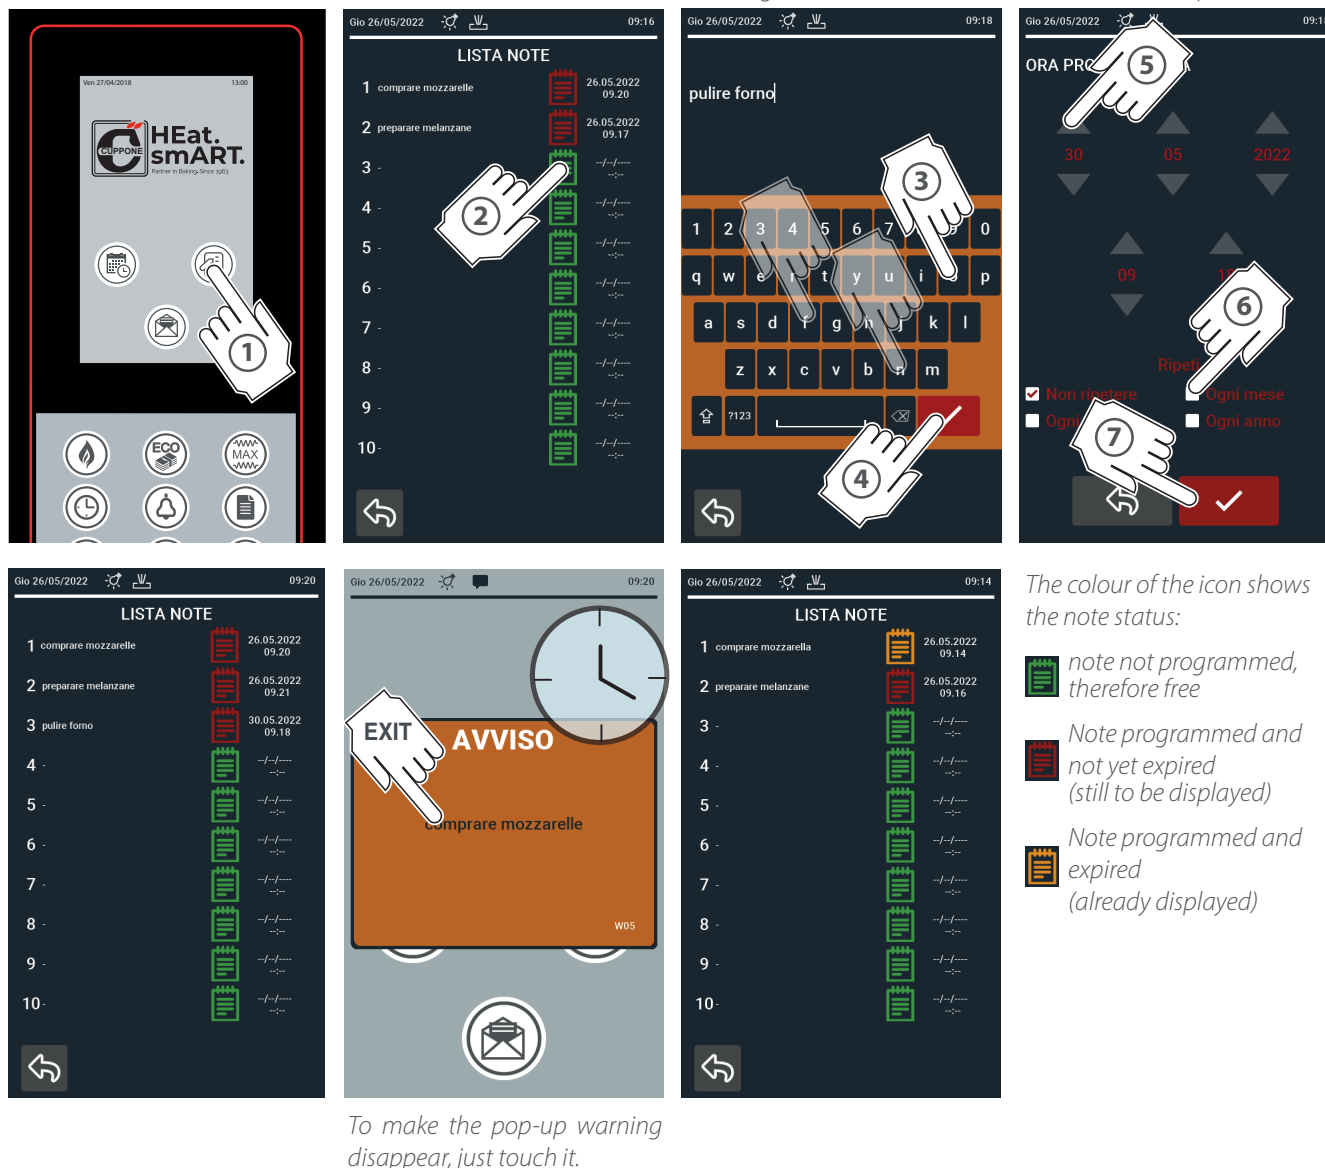 Ven 27/04/2018 13:00
CUPPONE
HEat.
smART.
Partner in Baking. Since 1963
1
ECO
MAX
Gio 26/05/2022 09:16
LISTA NOTE
1 comprare mozzarelle 26.05.2022
09.20
2 preparare melanzane 26.05.2022
09.17
3 - --/--/----
--:--
4 - --/--/----
--:--
5 - --/--/----
--:--
6 - --/--/----
--:--
7 - --/--/----
--:--
8 - --/--/----
--:--
9 - --/--/----
--:--
10 - --/--/----
--:--
2
Gio 26/05/2022 09:18
pulire forno
3
1 2 3 4 5 6 7 0
q w e r t y u i p
a s d f g h j k l
z x c v b n m
?123
4
Gio 26/05/2022 09:18
ORA
5
30 05 2022
09
6
Ripeti
Non ripetere Ogni mese
Ogni Ogni anno
7
Gio 26/05/2022 09:20
LISTA NOTE
1 comprare mozzarelle 26.05.2022
09.20
2 preparare melanzane 26.05.2022
09.21
3 pulire forno 30.05.2022
09.18
4 - --/--/----
--:--
5 - --/--/----
--:--
6 - --/--/----
--:--
7 - --/--/----
--:--
8 - --/--/----
--:--
9 - --/--/----
--:--
10 - --/--/----
--:--
Gio 26/05/2022 09:20
EXIT
AVVISO
comprare mozzarelle
W05
To make the pop-up warning
disappear, just touch it.
Gio 26/05/2022 09:14
LISTA NOTE
1 comprare mozzarella 26.05.2022
09.14
2 preparare melanzane 26.05.2022
09.16
3 - --/--/----
--:--
4 - --/--/----
--:--
5 - --/--/----
--:--
6 - --/--/----
--:--
7 - --/--/----
--:--
8 - --/--/----
--:--
9 - --/--/----
--:--
10 - --/--/----
--:--
The colour of the icon shows
the note status:
note not programmed,
therefore free
Note programmed and
not yet expired
(still to be displayed)
Note programmed and
expired
(already displayed)